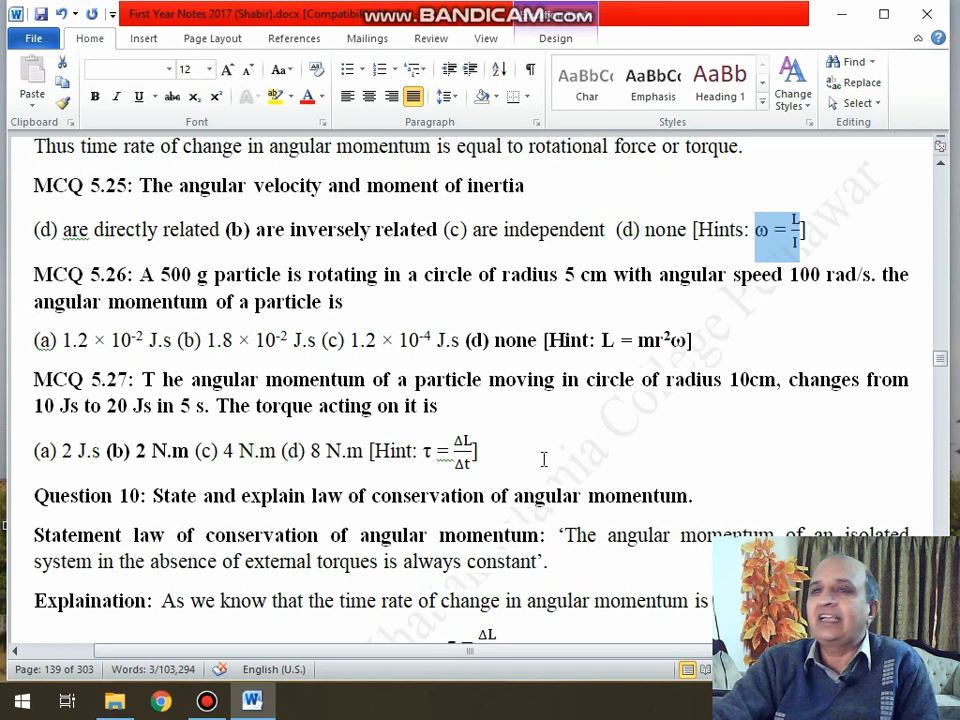 First Year Notes 2017 (Shabir).docx [Compatibil
www.BANDICAM.com
File Home Insert Page Layout References Mailings Review View Design
Paste
Clipboard
12
Aa
B I U abc x₂ x² A ab A
Font
Paragraph
AaBbCc AaBbCc AaBb
Char Emphasis Heading 1
Change
Styles
Styles
Find
Replace
Select
Editing
Thus time rate of change in angular momentum is equal to rotational force or torque.
MCQ 5.25: The angular velocity and moment of inertia
(d) are directly related (b) are inversely related (c) are independent (d) none [Hints: ω = L/I]
MCQ 5.26: A 500 g particle is rotating in a circle of radius 5 cm with angular speed 100 rad/s. the
angular momentum of a particle is
(a) 1.2 × 10⁻² J.s (b) 1.8 × 10⁻² J.s (c) 1.2 × 10⁻⁴ J.s (d) none [Hint: L = mr²ω]
MCQ 5.27: T he angular momentum of a particle moving in circle of radius 10cm, changes from
10 Js to 20 Js in 5 s. The torque acting on it is
(a) 2 J.s (b) 2 N.m (c) 4 N.m (d) 8 N.m [Hint: τ = ΔL/Δt]
Question 10: State and explain law of conservation of angular momentum.
Statement law of conservation of angular momentum: ‘The angular momentum of an isolated
system in the absence of external torques is always constant’.
Explaination: As we know that the time rate of change in angular momentum is
ΔL
Islamia College Peshawar
Page: 139 of 303 Words: 3/103,294 English (U.S.)